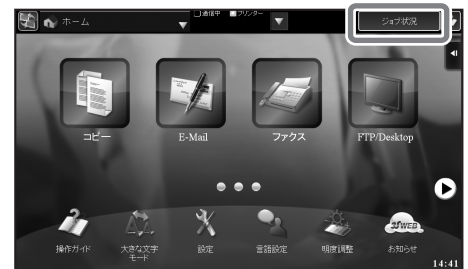 ホーム
通信中 プリンター
ジョブ状況
コピー
E-Mail
ファクス
FTP/Desktop
操作ガイド
大きな文字
モード
設定
言語設定
明度調整
WEB
お知らせ
14:41